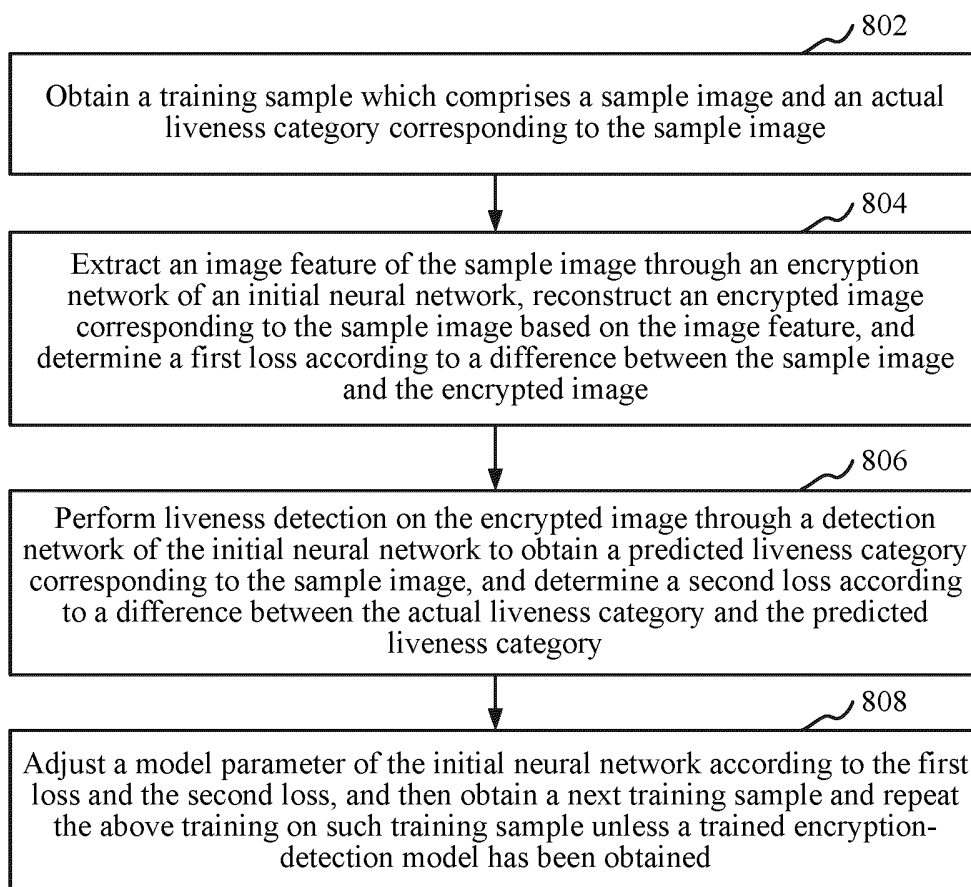 802
Obtain a training sample which comprises a sample image and an actual
liveness category corresponding to the sample image
804
Extract an image feature of the sample image through an encryption
network of an initial neural network, reconstruct an encrypted image
corresponding to the sample image based on the image feature, and
determine a first loss according to a difference between the sample image
and the encrypted image
806
Perform liveness detection on the encrypted image through a detection
network of the initial neural network to obtain a predicted liveness category
corresponding to the sample image, and determine a second loss according
to a difference between the actual liveness category and the predicted
liveness category
808
Adjust a model parameter of the initial neural network according to the first
loss and the second loss, and then obtain a next training sample and repeat
the above training on such training sample unless a trained encryption-
detection model has been obtained